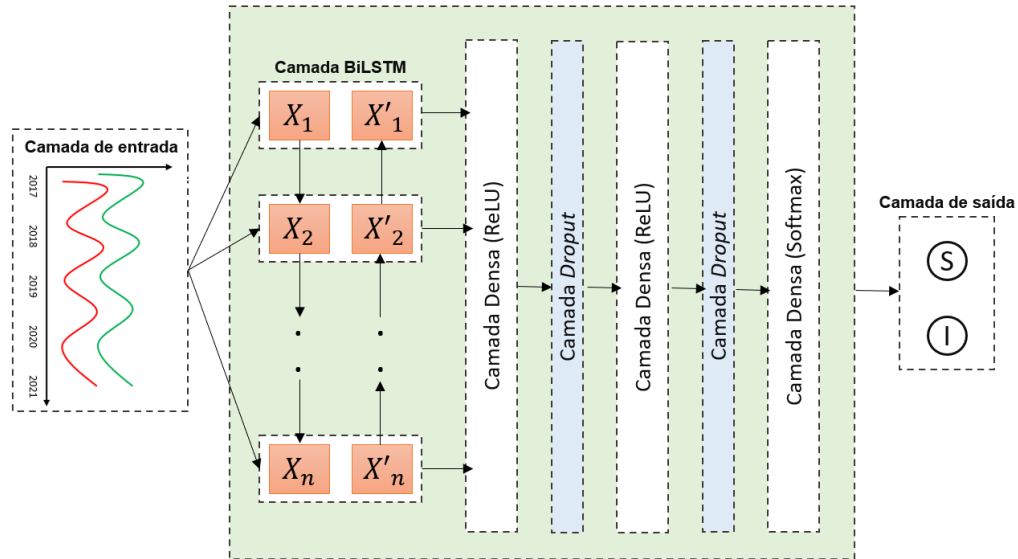 Camada de entrada
2017
2018
2019
2020
2021
Camada BiLSTM
X₁ X′₁
X₂ X′₂
Xₙ X′ₙ
Camada Densa (ReLU)
Camada Droput
Camada Densa (ReLU)
Camada Droput
Camada Densa (Softmax)
Camada de saída
S
I